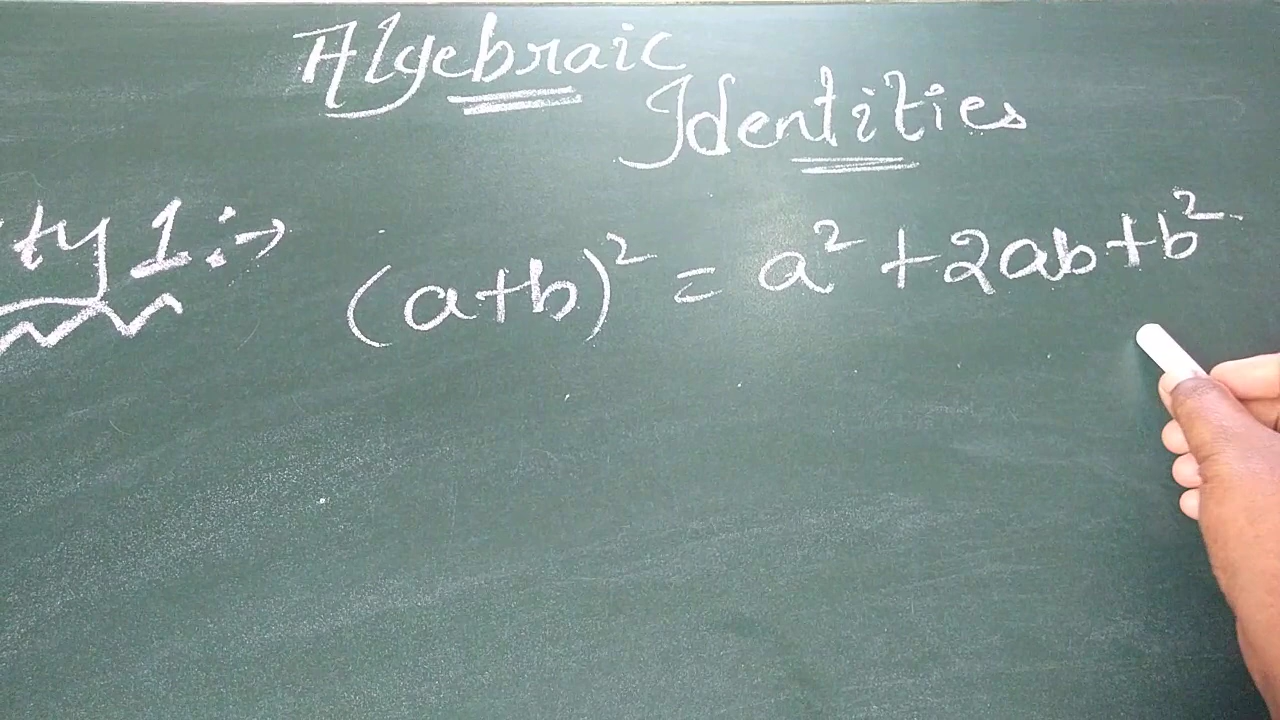 Algebraic
Identities
ty 1:→ (a+b)² = a² + 2ab + b²